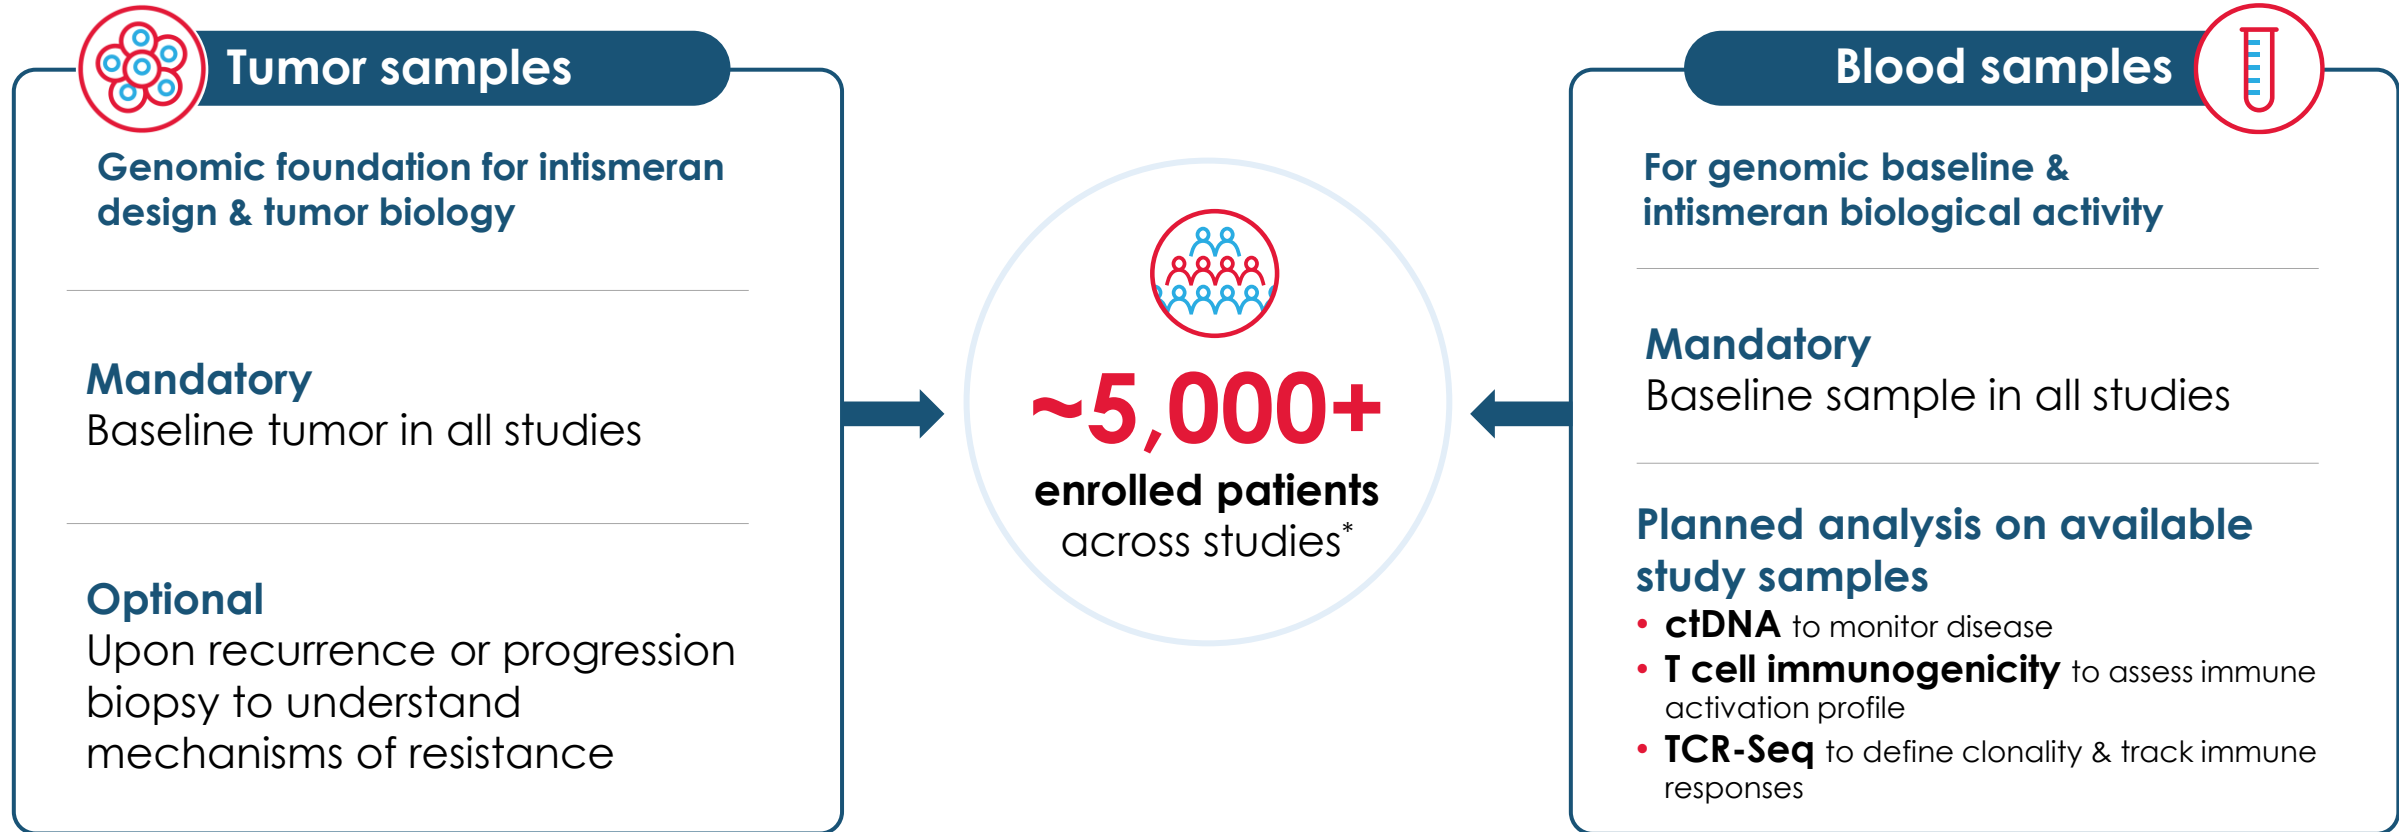 Tumor samples
Genomic foundation for intismeran
design & tumor biology
Mandatory
Baseline tumor in all studies
Optional
Upon recurrence or progression
biopsy to understand
mechanisms of resistance
~5,000+
enrolled patients
across studies*
Blood samples
For genomic baseline &
intismeran biological activity
Mandatory
Baseline sample in all studies
Planned analysis on available
study samples
• ctDNA to monitor disease
• T cell immunogenicity to assess immune
activation profile
• TCR-Seq to define clonality & track immune
responses